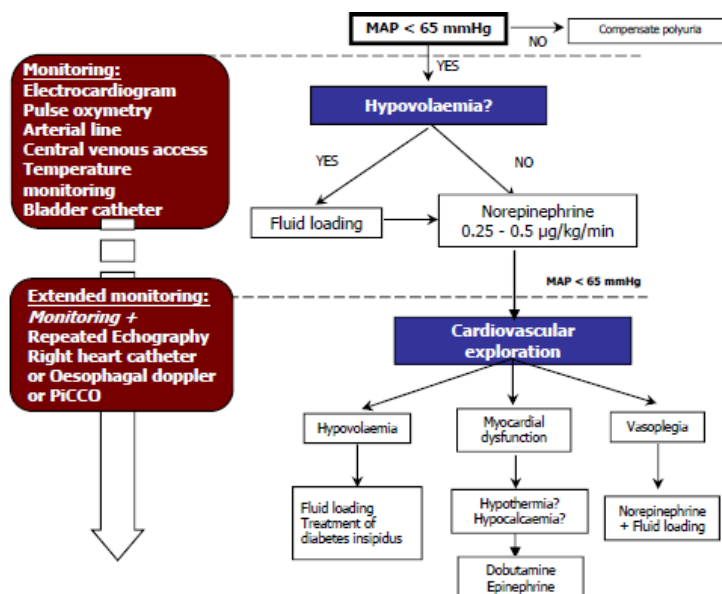 MAP < 65 mmHg
NO
Compensate polyuria
YES
Monitoring:
Electrocardiogram
Pulse oxymetry
Arterial line
Central venous access
Temperature
monitoring
Bladder catheter
Hypovolaemia?
YES
NO
Fluid loading
Norepinephrine
0.25 - 0.5 µg/kg/min
MAP < 65 mmHg
Extended monitoring:
Monitoring +
Repeated Echography
Right heart catheter
or Oesophagal doppler
or PiCCO
Cardiovascular
exploration
Hypovolaemia
Myocardial
dysfunction
Vasoplegia
Fluid loading
Treatment of
diabetes insipidus
Hypothermia?
Hypocalcaemia?
Norepinephrine
+ Fluid loading
Dobutamine
Epinephrine